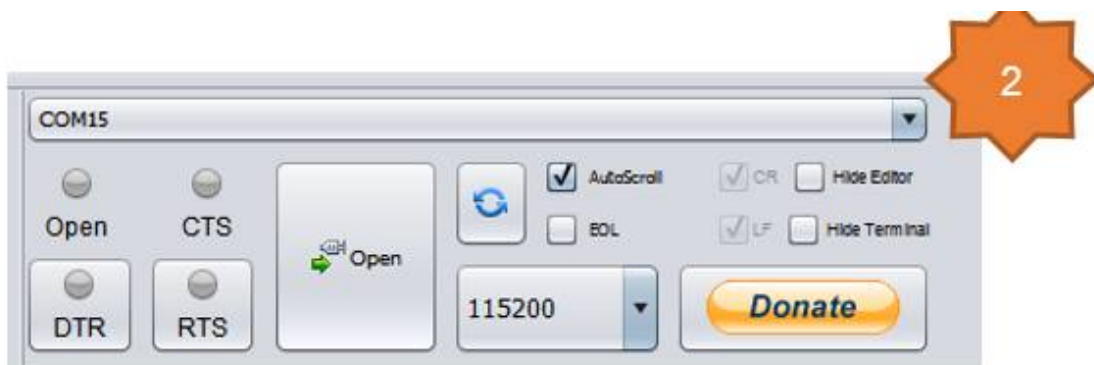 2
COM15
AutoScroll CR Hide Editor
Open CTS
Open
EOL LF Hide Terminal
115200 Donate
DTR RTS